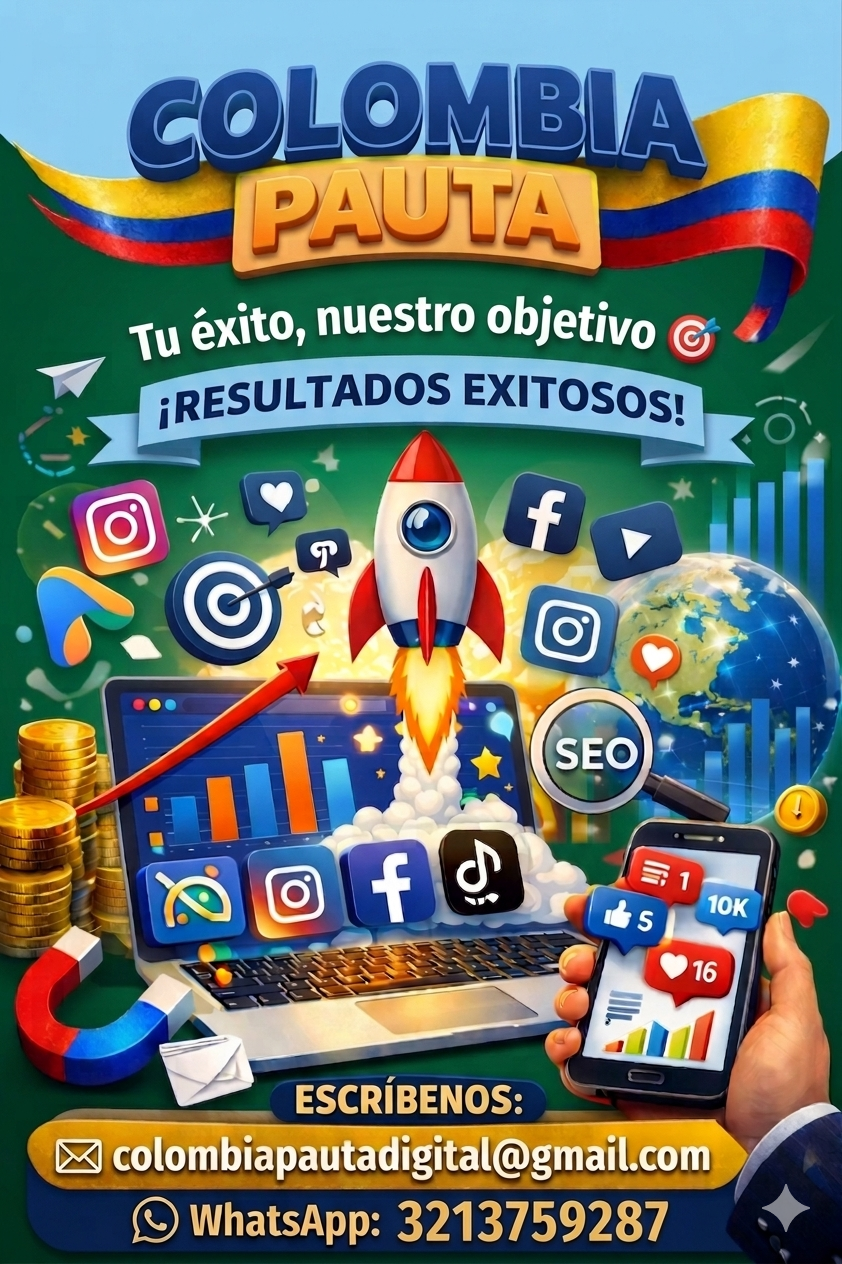 COLOMBIA
PAUTA
Tu éxito, nuestro objetivo
¡RESULTADOS EXITOSOS!
SEO
1
5
10K
16
ESCRÍBENOS:
colombiapautadigital@gmail.com
WhatsApp: 3213759287